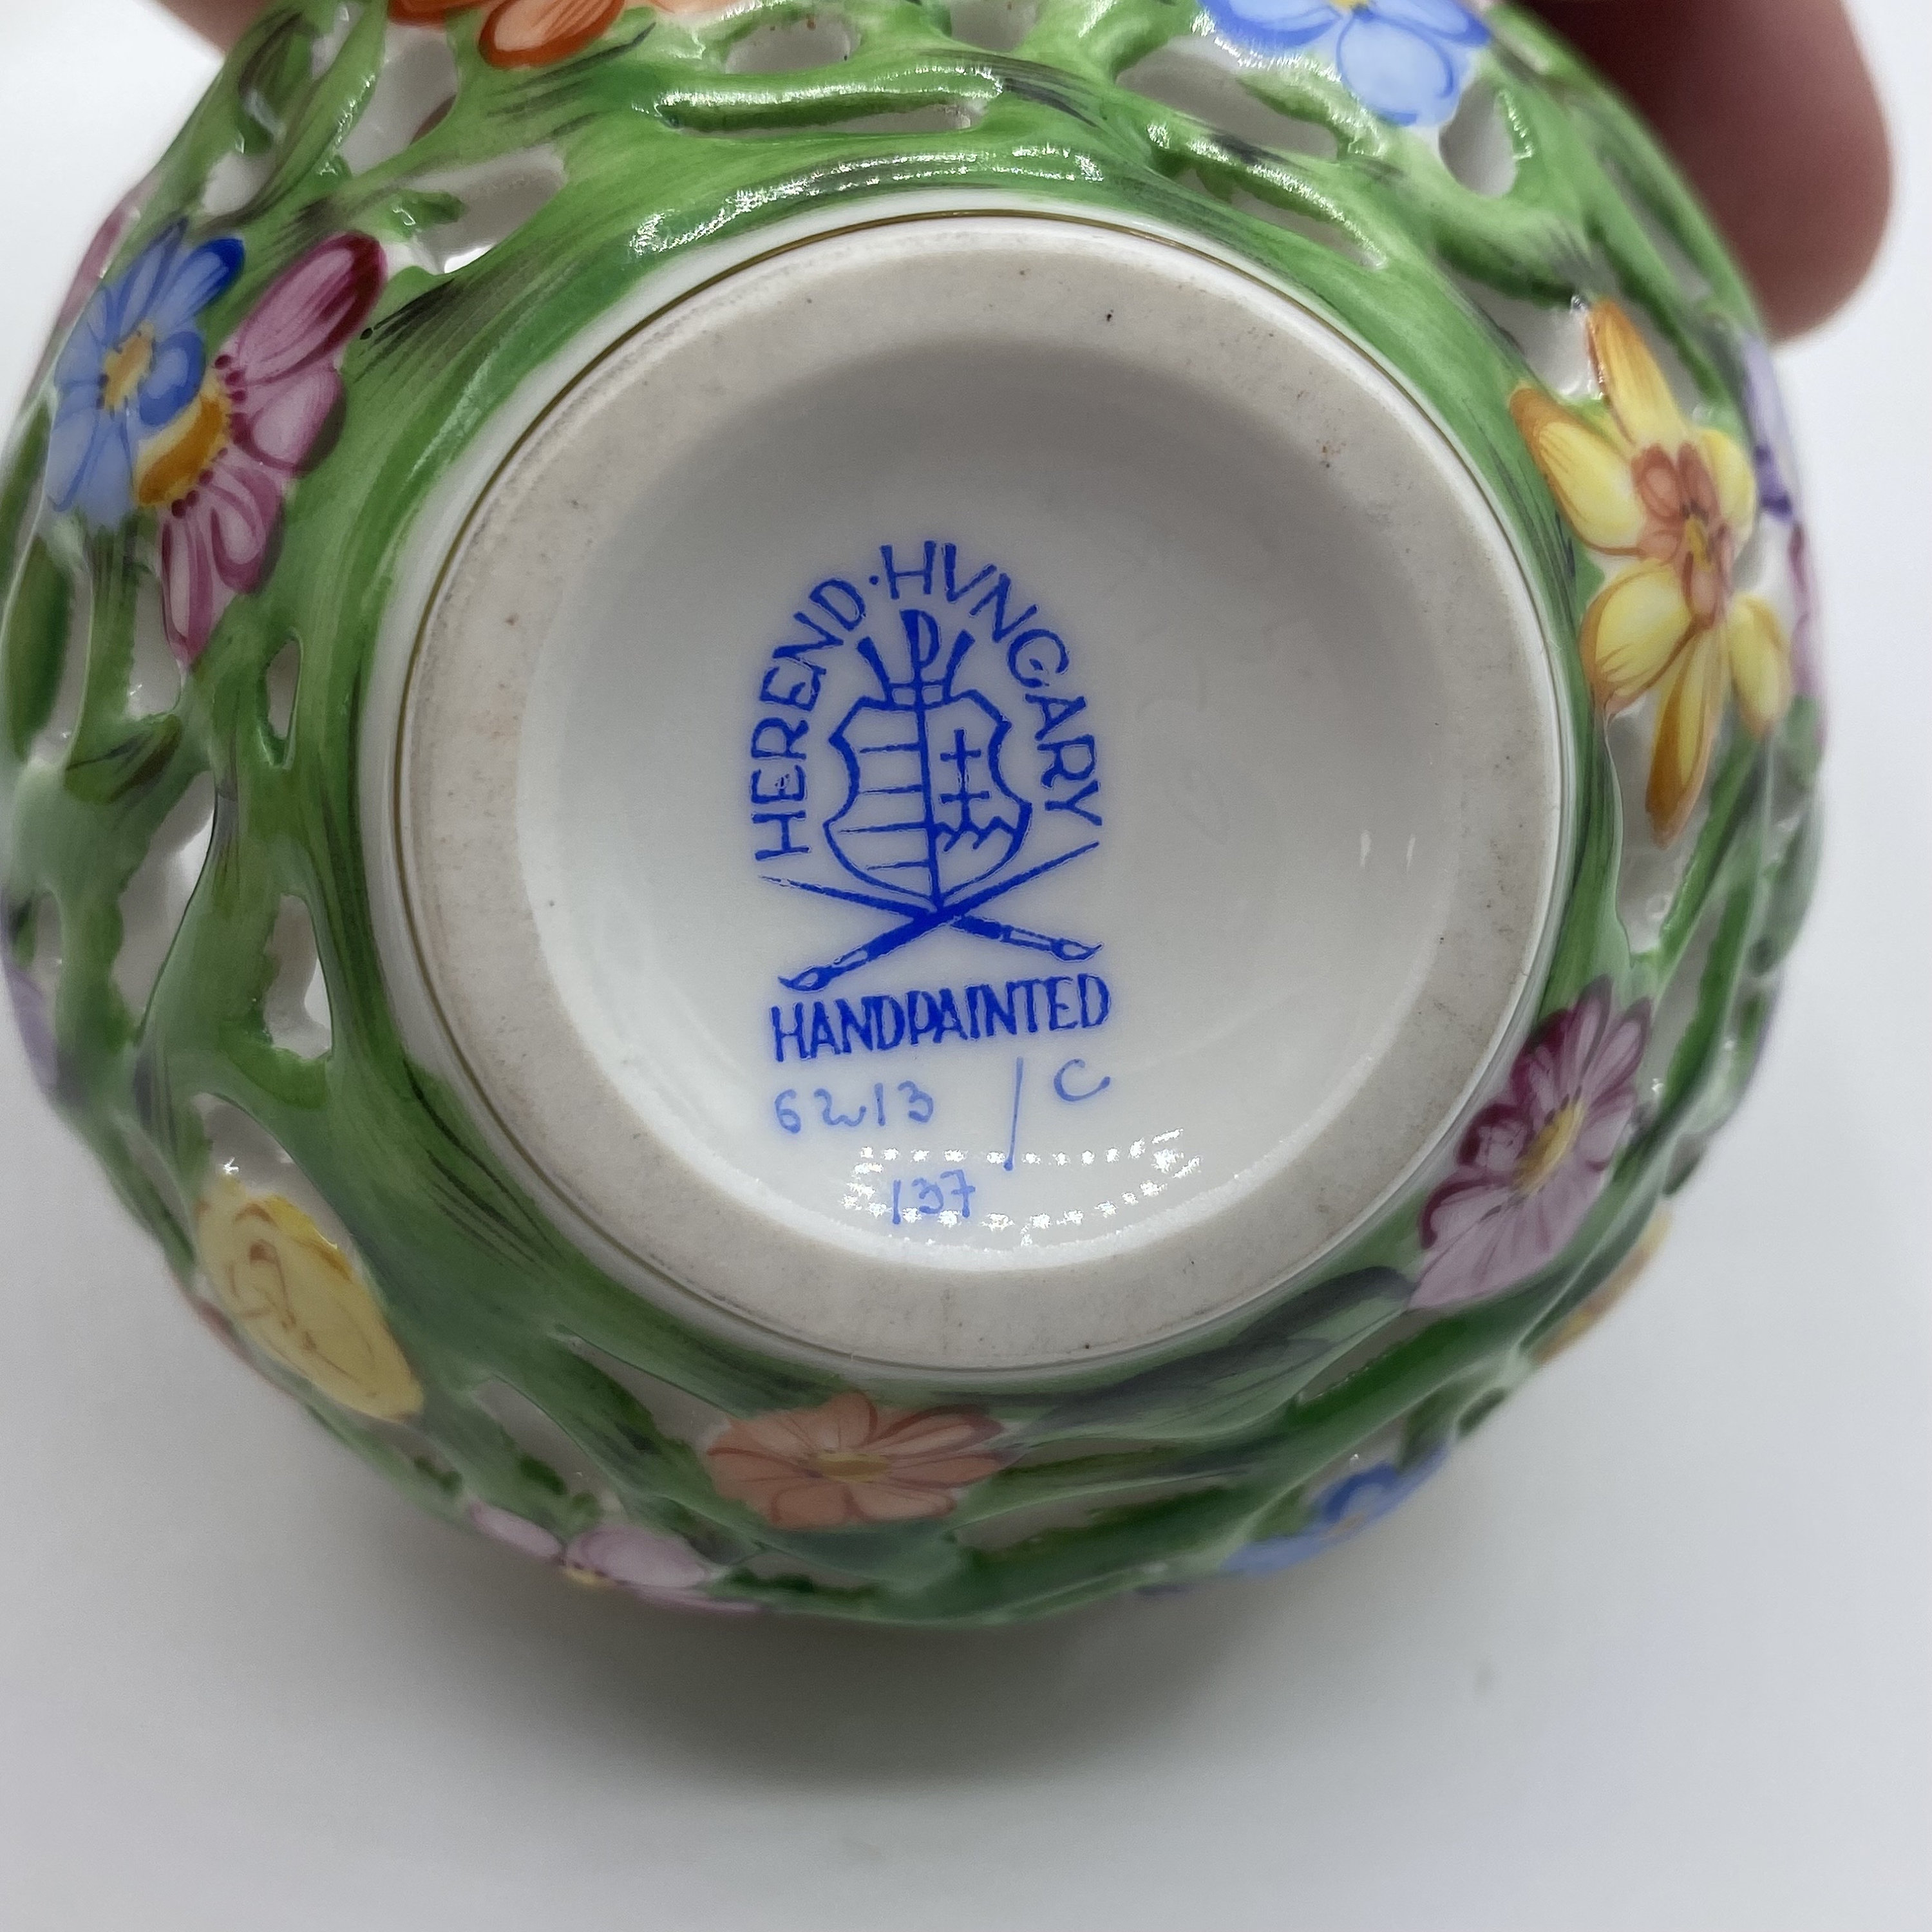 HEREND·HVNGARY
HANDPAINTED
6213/C
137